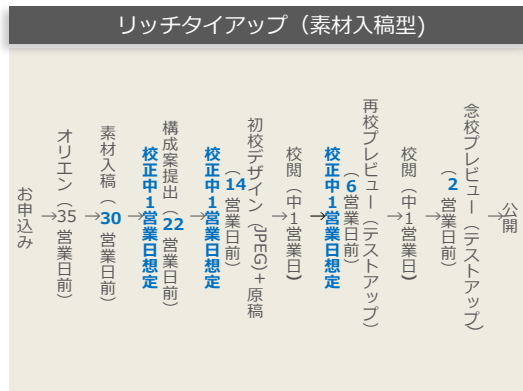 リッチタイアップ（素材入稿型)
お申込み
→
オリエン（35営業日前）
→
素材入稿（30営業日前）
→
校正中1営業日想定
構成案提出（22営業日前）
→
校正中1営業日想定
初校デザイン（JPEG)＋原稿
（14営業日前）
→
校閲（中1営業日)
→
校正中1営業日想定
再校プレビュー（テストアップ）
（6営業日前）
→
校閲（中1営業日)
→
念校プレビュー（テストアップ）
（2営業日前）
→
公開